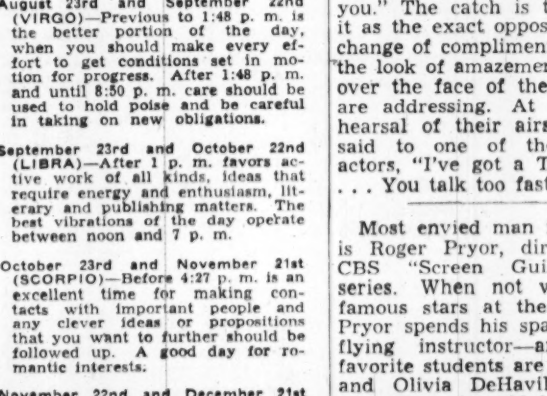 August 23rd and September 22nd
(VIRGO)—Previous to 1:48 p. m. is
the better portion of the day,
when you should make every ef-
fort to get conditions set in mo-
tion for progress. After 1:48 p. m.
and until 8:50 p. m. care should be
used to hold poise and be careful
in taking on new obligations.
September 23rd and October 22nd
(LIBRA)—After 1 p. m. favors ac-
tive work of all kinds, ideas that
require energy and enthusiasm, lit-
erary and publishing matters. The
best vibrations of the day operate
between noon and 7 p. m.
October 23rd and November 21st
(SCORPIO)—Before 4:27 p. m. is an
excellent time for making con-
tacts with important people and
any clever ideas or propositions
that you want to further should be
followed up. A good day for ro-
mantic interests.
November 22nd and December 21st
you." The catch is t
it as the exact oppos
change of complimen
the look of amazemen
over the face of the
are addressing. At
hearsal of their airs
said to one of th
actors, "I've got a T
. . . You talk too fast
Most envied man
is Roger Pryor, dir
CBS "Screen Gui
series. When not w
famous stars at the
Pryor spends his spa
flying instructor—a
favorite students are
and Olivia DeHavil